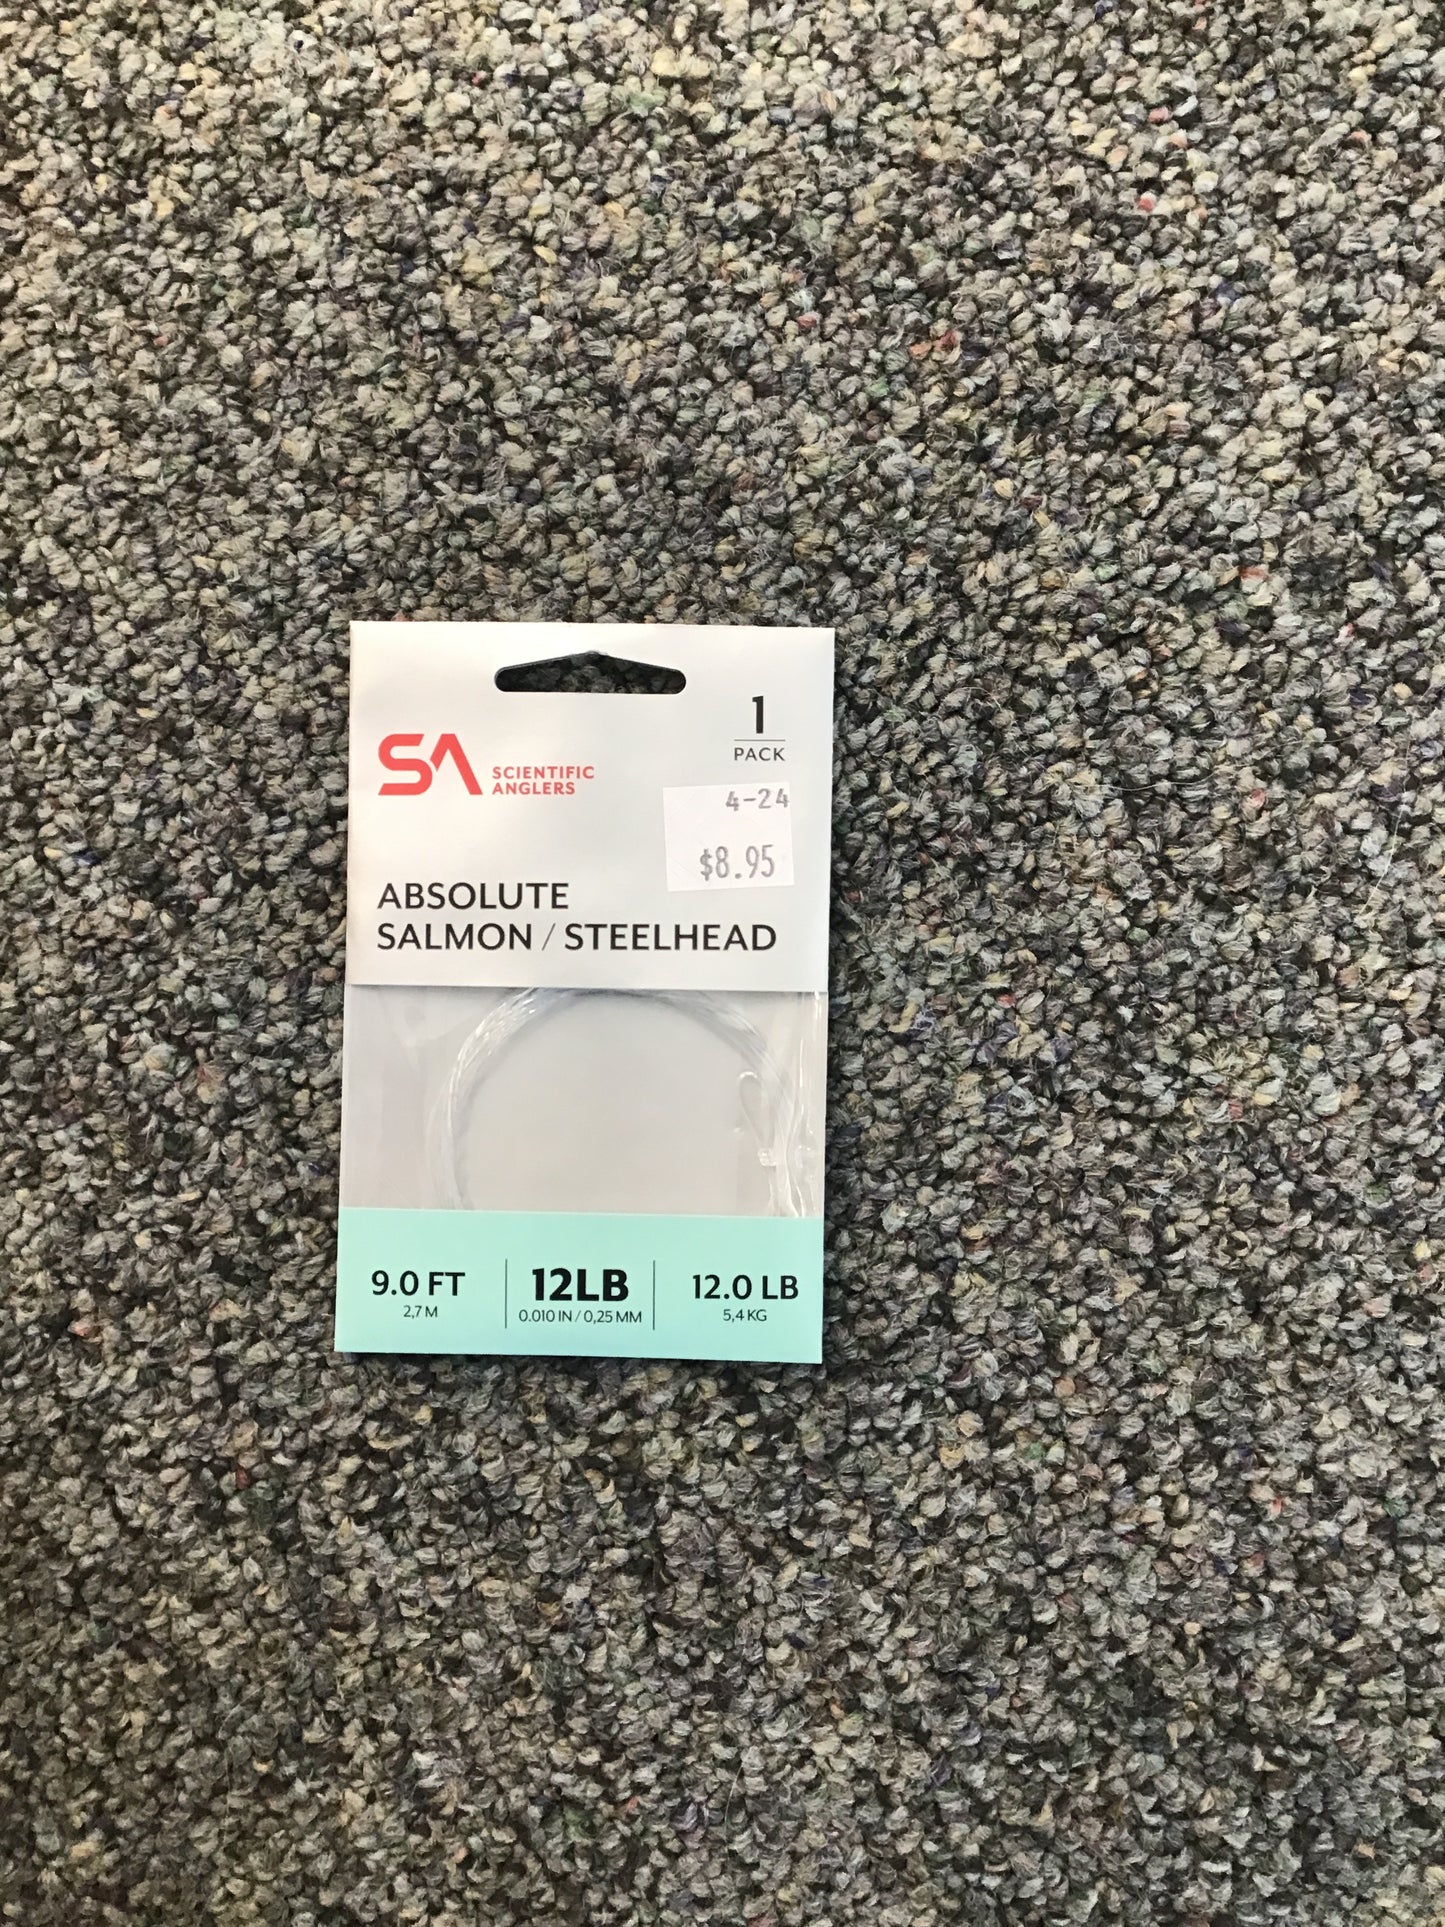 1
PACK
SA SCIENTIFIC
ANGLERS
4-24
$8.95
ABSOLUTE
SALMON / STEELHEAD
9.0 FT
2,7 M
12LB
0.010 IN / 0,25 MM
12.0 LB
5,4 KG